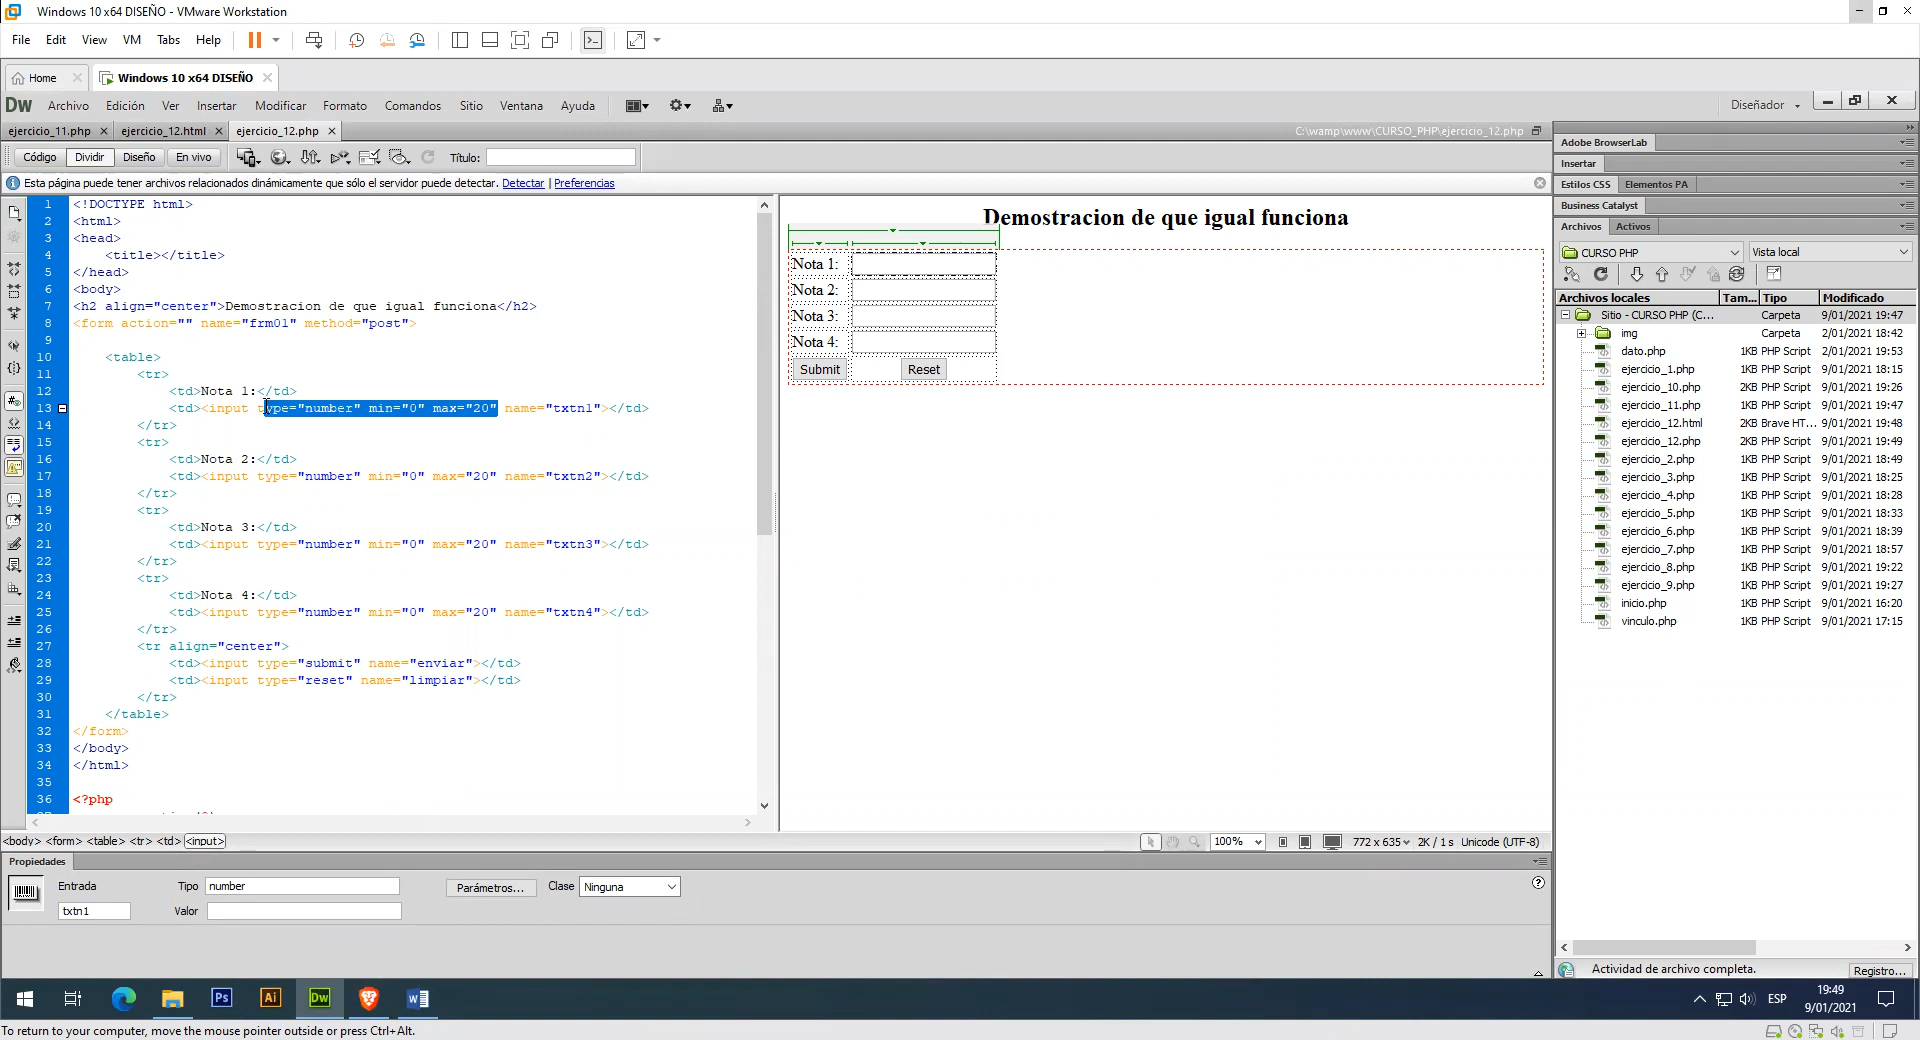 Windows 10 x64 DISEÑO - VMware Workstation
File Edit View VM Tabs Help
Home Windows 10 x64 DISEÑO
Dw Archivo Edición Ver Insertar Modificar Formato Comandos Sitio Ventana Ayuda Diseñador
ejercicio_11.php ejercicio_12.html ejercicio_12.php C:\wamp\www\CURSO_PHP\ejercicio_12.php
Código Dividir Diseño En vivo Título:
Esta página puede tener archivos relacionados dinámicamente que sólo el servidor puede detectar. Detectar | Preferencias
1 <!DOCTYPE html>
2 <html>
3 <head>
4 <title></title>
5 </head>
6 <body>
7 <h2 align="center">Demostracion de que igual funciona</h2>
8 <form action="" name="frm01" method="post">
9
10 <table>
11 <tr>
12 <td>Nota 1:</td>
13 <td><input type="number" min="0" max="20" name="txtn1"></td>
14 </tr>
15 <tr>
16 <td>Nota 2:</td>
17 <td><input type="number" min="0" max="20" name="txtn2"></td>
18 </tr>
19 <tr>
20 <td>Nota 3:</td>
21 <td><input type="number" min="0" max="20" name="txtn3"></td>
22 </tr>
23 <tr>
24 <td>Nota 4:</td>
25 <td><input type="number" min="0" max="20" name="txtn4"></td>
26 </tr>
27 <tr align="center">
28 <td><input type="submit" name="enviar"></td>
29 <td><input type="reset" name="limpiar"></td>
30 </tr>
31 </table>
32 </form>
33 </body>
34 </html>
35
36 <?php
Demostracion de que igual funciona
Nota 1:
Nota 2:
Nota 3:
Nota 4:
Submit Reset
Adobe BrowserLab
Insertar
Estilos CSS Elementos PA
Business Catalyst
Archivos Activos
CURSO PHP Vista local
Archivos locales Tam... Tipo Modificado
Sitio - CURSO PHP (C... Carpeta 9/01/2021 19:47
img Carpeta 2/01/2021 18:42
dato.php 1KB PHP Script 2/01/2021 19:53
ejercicio_1.php 1KB PHP Script 9/01/2021 18:15
ejercicio_10.php 2KB PHP Script 9/01/2021 19:26
ejercicio_11.php 1KB PHP Script 9/01/2021 19:47
ejercicio_12.html 2KB Brave HT... 9/01/2021 19:48
ejercicio_12.php 2KB PHP Script 9/01/2021 19:49
ejercicio_2.php 1KB PHP Script 9/01/2021 18:49
ejercicio_3.php 1KB PHP Script 9/01/2021 18:25
ejercicio_4.php 1KB PHP Script 9/01/2021 18:28
ejercicio_5.php 1KB PHP Script 9/01/2021 18:33
ejercicio_6.php 1KB PHP Script 9/01/2021 18:39
ejercicio_7.php 1KB PHP Script 9/01/2021 18:57
ejercicio_8.php 1KB PHP Script 9/01/2021 19:22
ejercicio_9.php 1KB PHP Script 9/01/2021 19:27
inicio.php 1KB PHP Script 9/01/2021 16:20
vinculo.php 1KB PHP Script 9/01/2021 17:15
<body> <form> <table> <tr> <td> <input> 100% 772 x 635 2K / 1 s Unicode (UTF-8)
Propiedades
Entrada Tipo number Parámetros... Clase Ninguna
txtn1 Valor
Actividad de archivo completa. Registro...
Ps Ai Dw ESP 19:49
9/01/2021
To return to your computer, move the mouse pointer outside or press Ctrl+Alt.